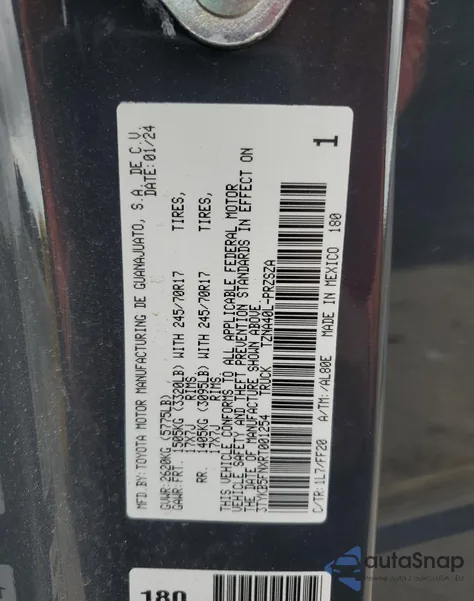 MFD BY:TOYOTA MOTOR MANUFACTURING DE GUANAJUATO, S.A. DE C.V.
DATE: 01/24
GVWR:2620KG (5775LB)
GAWR:FRT. 1505KG (3320LB) WITH 245/70R17 TIRES,
17X7J RIMS,
RR. 1405KG (3095LB) WITH 245/70R17 TIRES,
17X7J RIMS,
THIS VEHICLE CONFORMS TO ALL APPLICABLE FEDERAL MOTOR
VEHICLE SAFETY AND THEFT PREVENTION STANDARDS IN EFFECT ON
THE DATE OF MANUFACTURE SHOWN ABOVE.
3TYKB5FNXRT001254 TRUCK TZNA40L-PRZSZA
C/TR:1L7/FF20 A/TM:-/AL80E MADE IN MEXICO 180
1
180
autoSnap